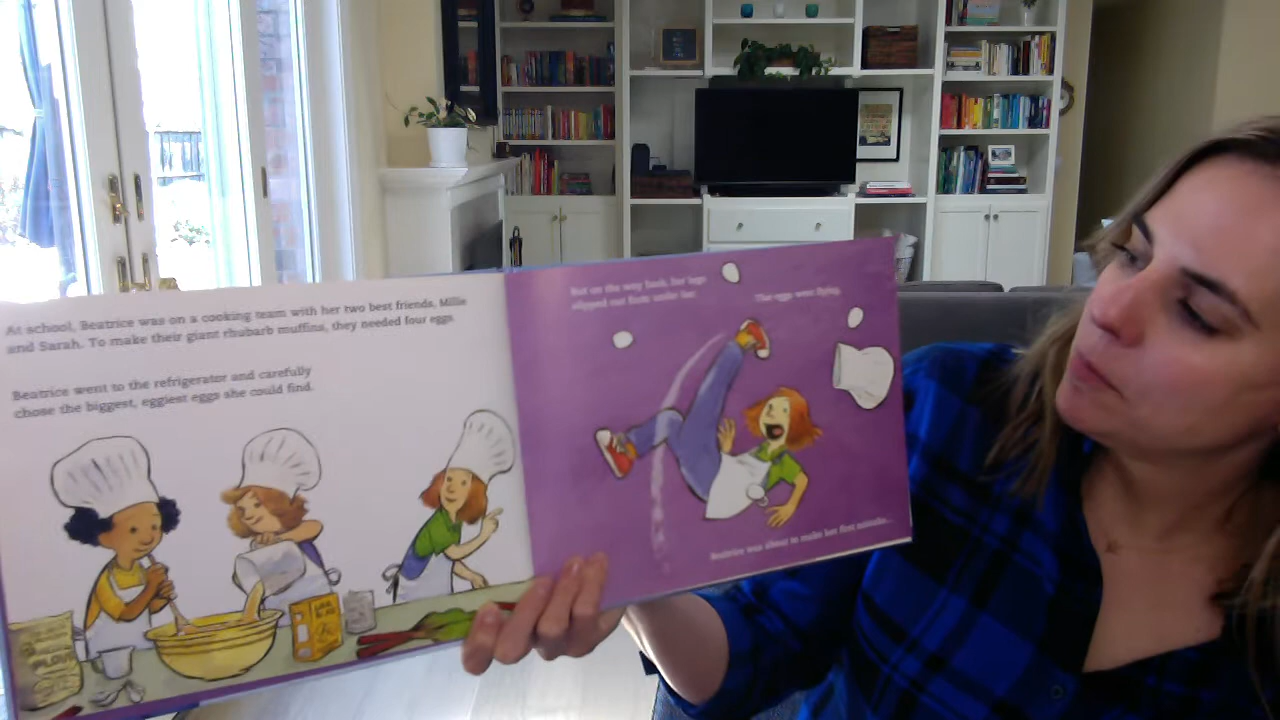 At school, Beatrice was on a cooking team with her two best friends, Millie
and Sarah. To make their giant rhubarb muffins, they needed four eggs.
Beatrice went to the refrigerator and carefully
chose the biggest, eggiest eggs she could find.
But on the way back, her legs
slipped out from under her.
The eggs went flying.
Beatrice was about to make her first mistake...